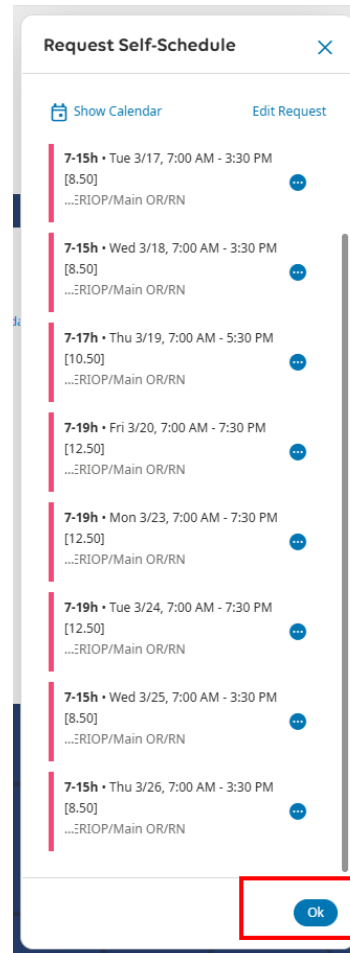 Request Self-Schedule
Show Calendar Edit Request
7-15h • Tue 3/17, 7:00 AM - 3:30 PM
[8.50]
...ERIOP/Main OR/RN
7-15h • Wed 3/18, 7:00 AM - 3:30 PM
[8.50]
...ERIOP/Main OR/RN
7-17h • Thu 3/19, 7:00 AM - 5:30 PM
[10.50]
...ERIOP/Main OR/RN
7-19h • Fri 3/20, 7:00 AM - 7:30 PM
[12.50]
...ERIOP/Main OR/RN
7-19h • Mon 3/23, 7:00 AM - 7:30 PM
[12.50]
...ERIOP/Main OR/RN
7-19h • Tue 3/24, 7:00 AM - 7:30 PM
[12.50]
...ERIOP/Main OR/RN
7-15h • Wed 3/25, 7:00 AM - 3:30 PM
[8.50]
...ERIOP/Main OR/RN
7-15h • Thu 3/26, 7:00 AM - 3:30 PM
[8.50]
...ERIOP/Main OR/RN
Ok